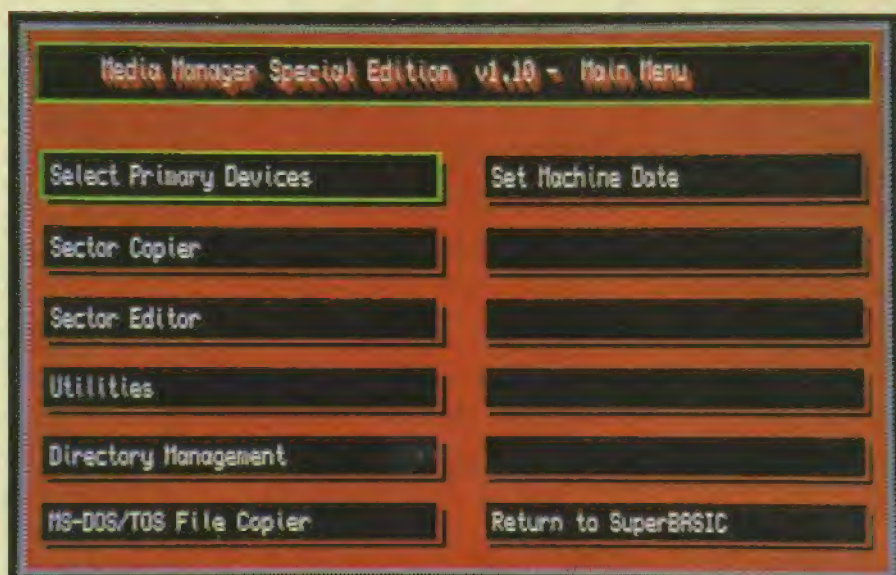 Media Manager Special Edition v1.10 - Main Menu
Select Primary Devices
Sector Copier
Sector Editor
Utilities
Directory Management
MS-DOS/TOS File Copier
Set Machine Date
Return to SuperBASIC